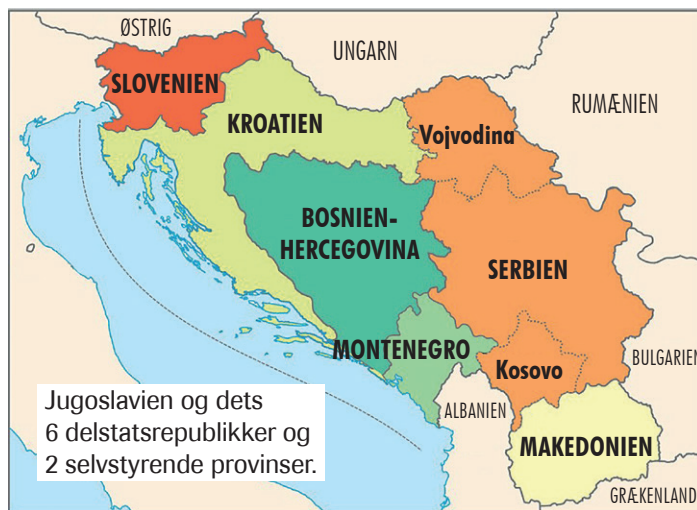 ØSTRIG
UNGARN
SLOVENIEN
RUMÆNIEN
KROATIEN
Vojvodina
BOSNIEN-
HERCEGOVINA
SERBIEN
MONTENEGRO
BULGARIEN
Kosovo
ALBANIEN
Jugoslavien og dets
6 delstatsrepublikker og
2 selvstyrende provinser.
MAKEDONIEN
GRÆKENLAND